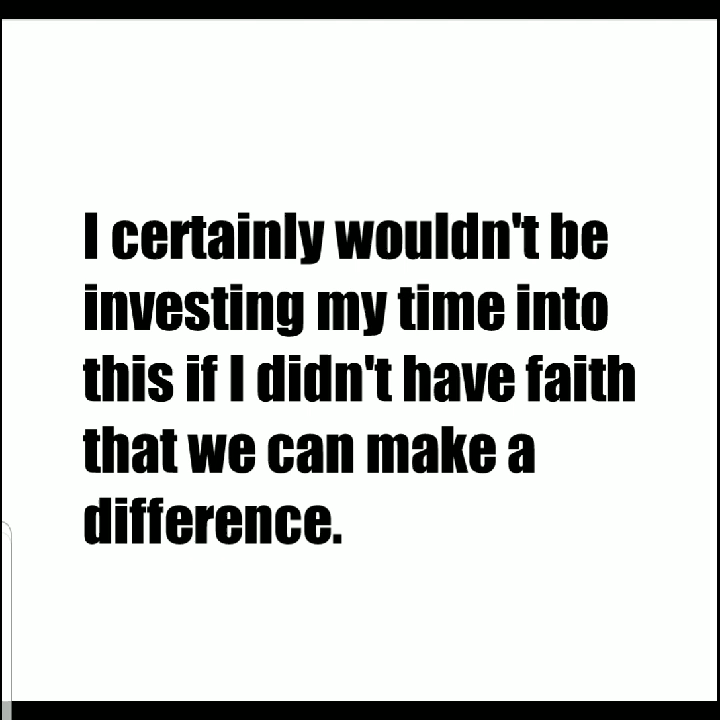 I certainly wouldn't be
investing my time into
this if I didn't have faith
that we can make a
difference.